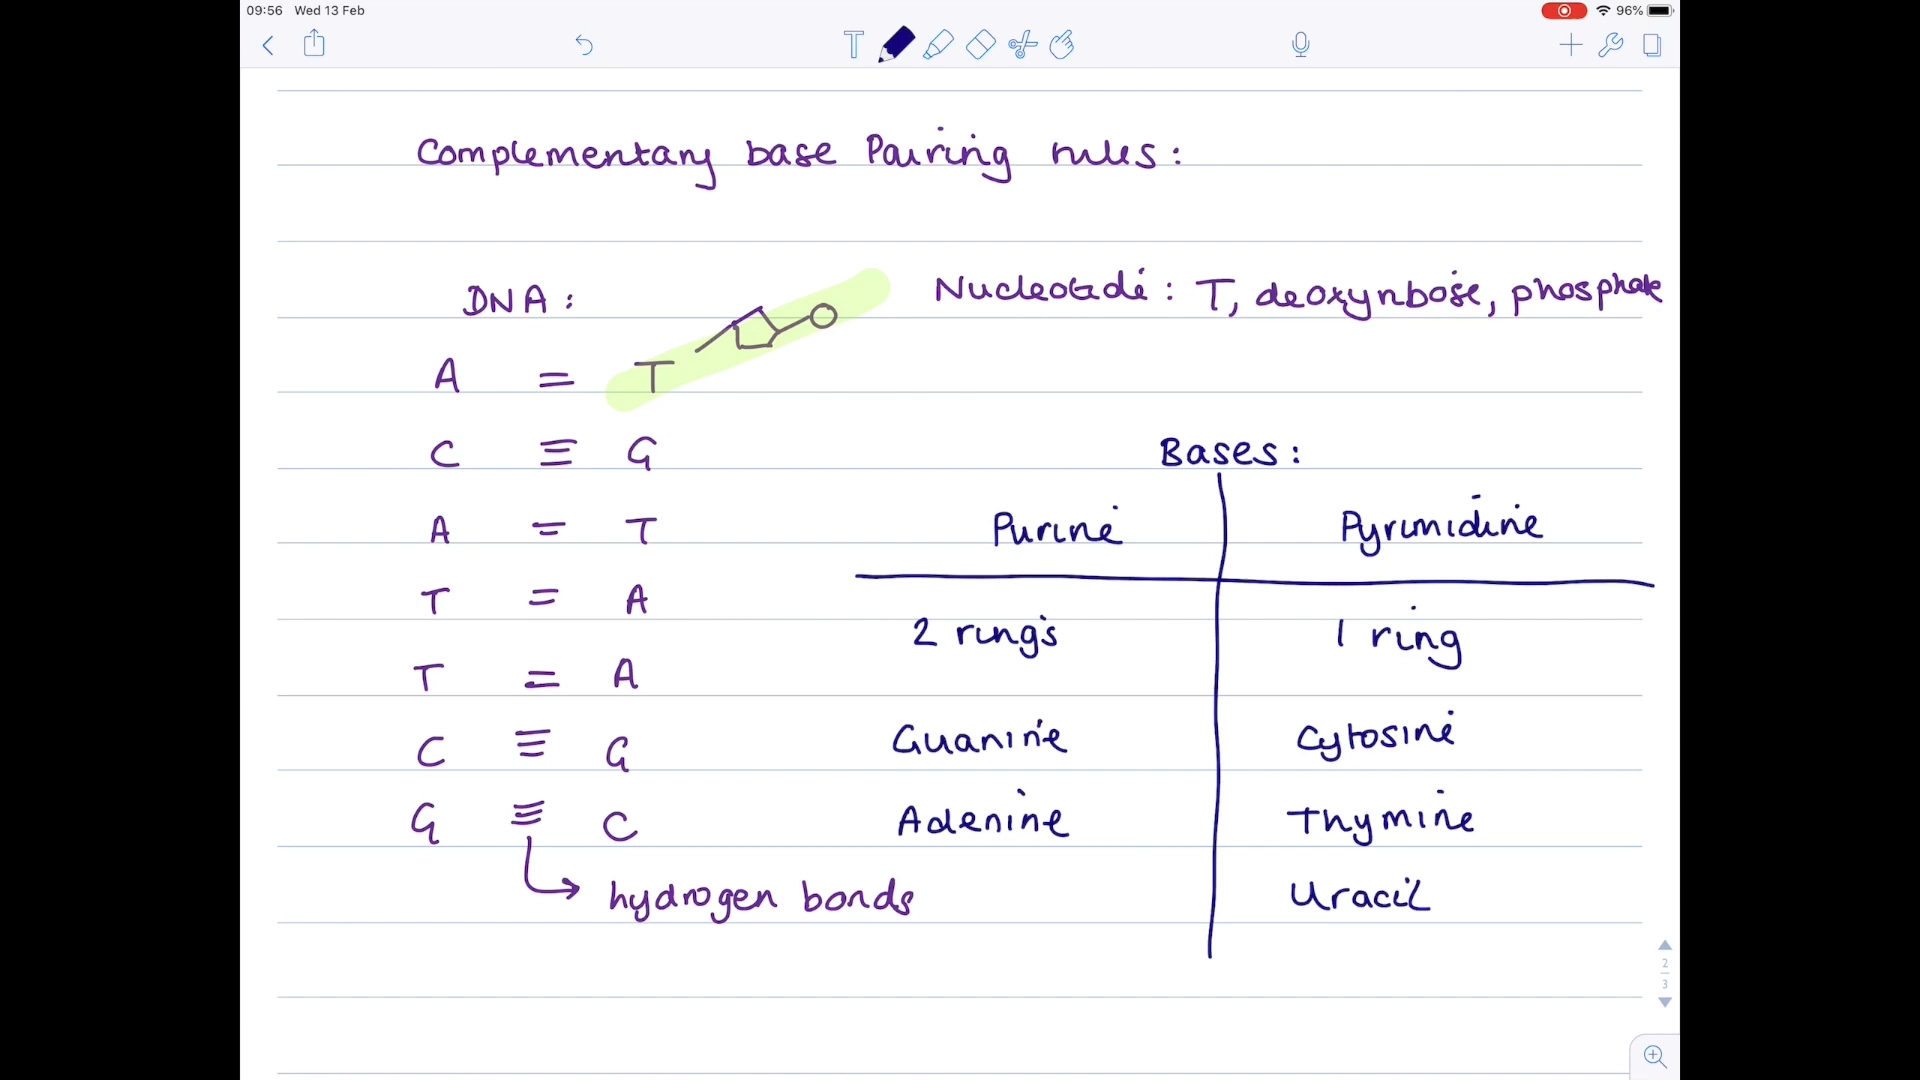 09:56 Wed 13 Feb
96%
T
Complementary base Pairing rules:
DNA:
Nucleotide: T, deoxyribose, phosphate
A = T
C ≡ G
A = T
T = A
T = A
C ≡ G
G ≡ C
hydrogen bonds
Bases:
Purine Pyrimidine
2 rings 1 ring
Guanine Cytosine
Adenine Thymine
Uracil
2
3